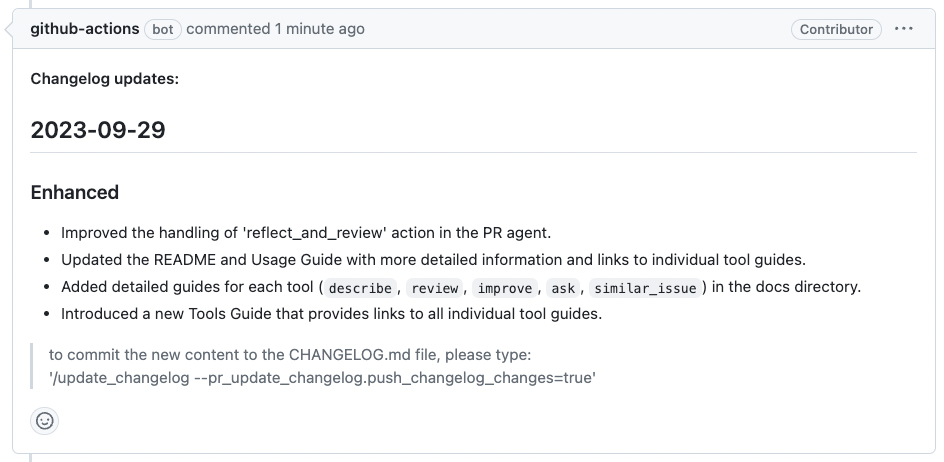 github-actions bot commented 1 minute ago Contributor
Changelog updates:
2023-09-29
Enhanced
Improved the handling of 'reflect_and_review' action in the PR agent.
Updated the README and Usage Guide with more detailed information and links to individual tool guides.
Added detailed guides for each tool ( describe , review , improve , ask , similar_issue ) in the docs directory.
Introduced a new Tools Guide that provides links to all individual tool guides.
to commit the new content to the CHANGELOG.md file, please type:
'/update_changelog --pr_update_changelog.push_changelog_changes=true'